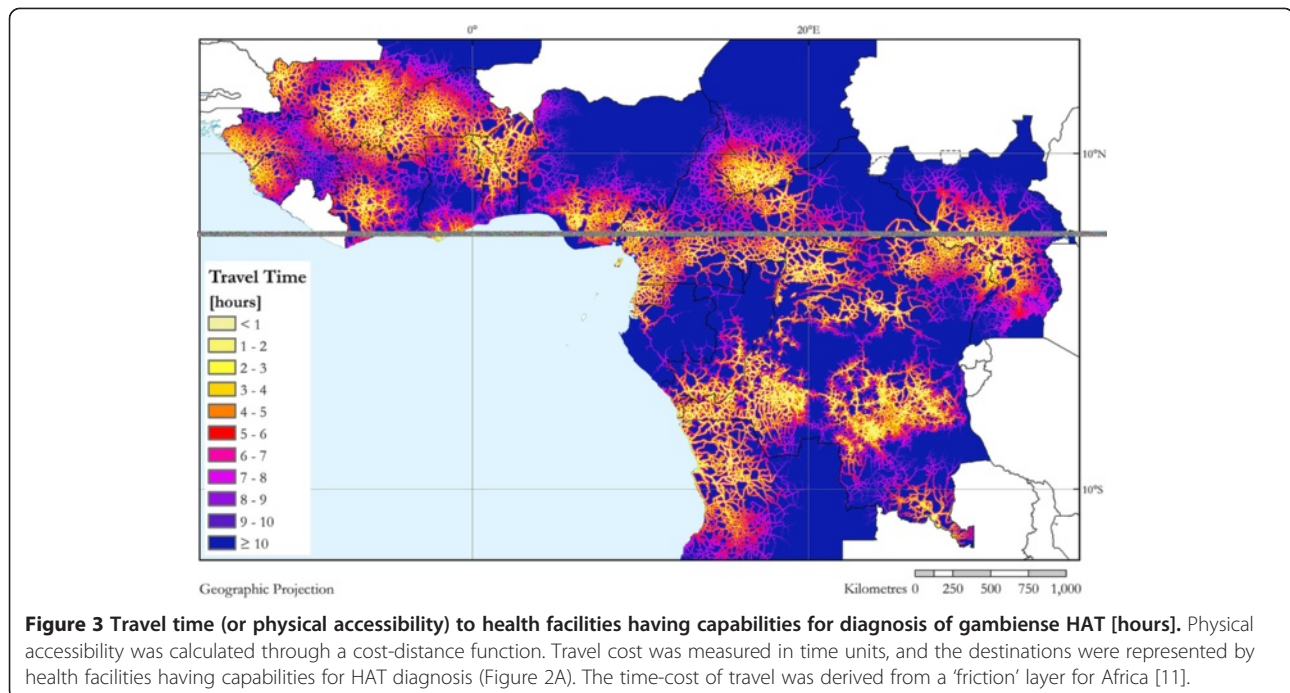 0°
20°E
10°N
Travel Time
[hours]
< 1
1 - 2
2 - 3
3 - 4
4 - 5
5 - 6
6 - 7
7 - 8
8 - 9
9 - 10
≥ 10
10°S
Geographic Projection
Kilometres 0 250 500 750 1,000
Figure 3 Travel time (or physical accessibility) to health facilities having capabilities for diagnosis of gambiense HAT [hours]. Physical
accessibility was calculated through a cost-distance function. Travel cost was measured in time units, and the destinations were represented by
health facilities having capabilities for HAT diagnosis (Figure 2A). The time-cost of travel was derived from a ‘friction’ layer for Africa [11].